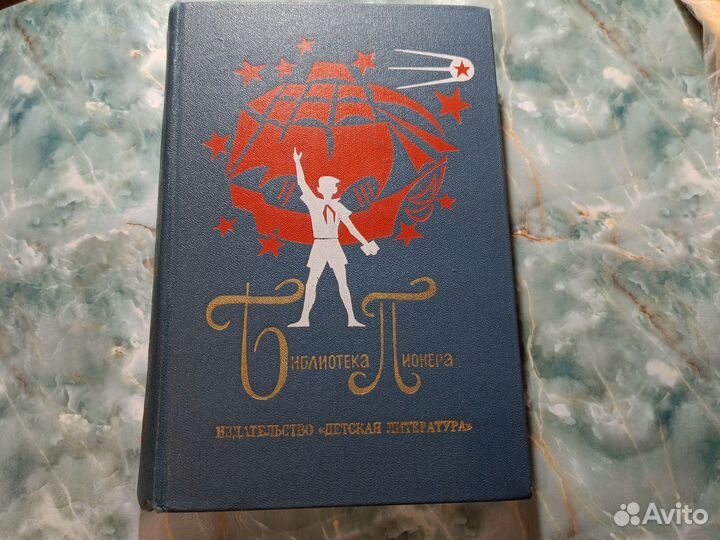 Библиотека Пионера
ИЗДАТЕЛЬСТВО «ДЕТСКАЯ ЛИТЕРАТУРА»
Avito